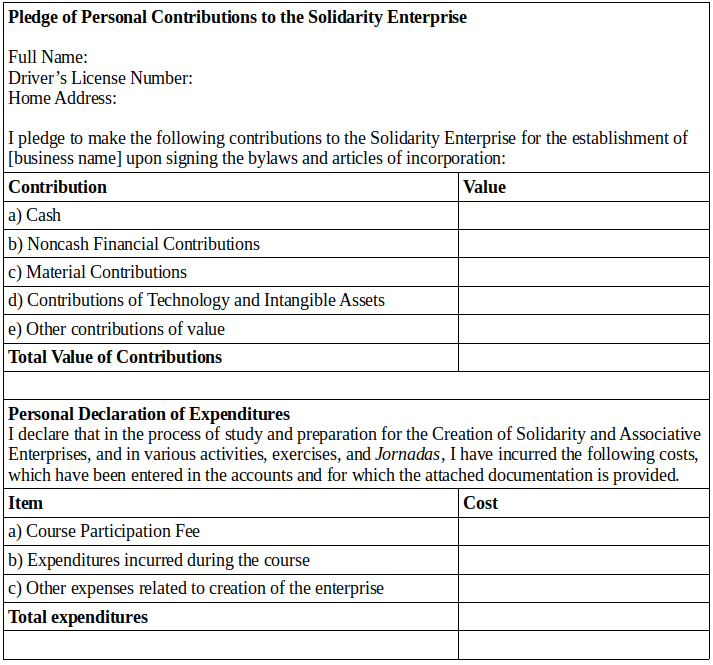 Pledge of Personal Contributions to the Solidarity Enterprise
Full Name:
Driver’s License Number:
Home Address:
I pledge to make the following contributions to the Solidarity Enterprise for the establishment of
[business name] upon signing the bylaws and articles of incorporation:
Contribution Value
a) Cash
b) Noncash Financial Contributions
c) Material Contributions
d) Contributions of Technology and Intangible Assets
e) Other contributions of value
Total Value of Contributions
Personal Declaration of Expenditures
I declare that in the process of study and preparation for the Creation of Solidarity and Associative
Enterprises, and in various activities, exercises, and Jornadas, I have incurred the following costs,
which have been entered in the accounts and for which the attached documentation is provided.
Item Cost
a) Course Participation Fee
b) Expenditures incurred during the course
c) Other expenses related to creation of the enterprise
Total expenditures